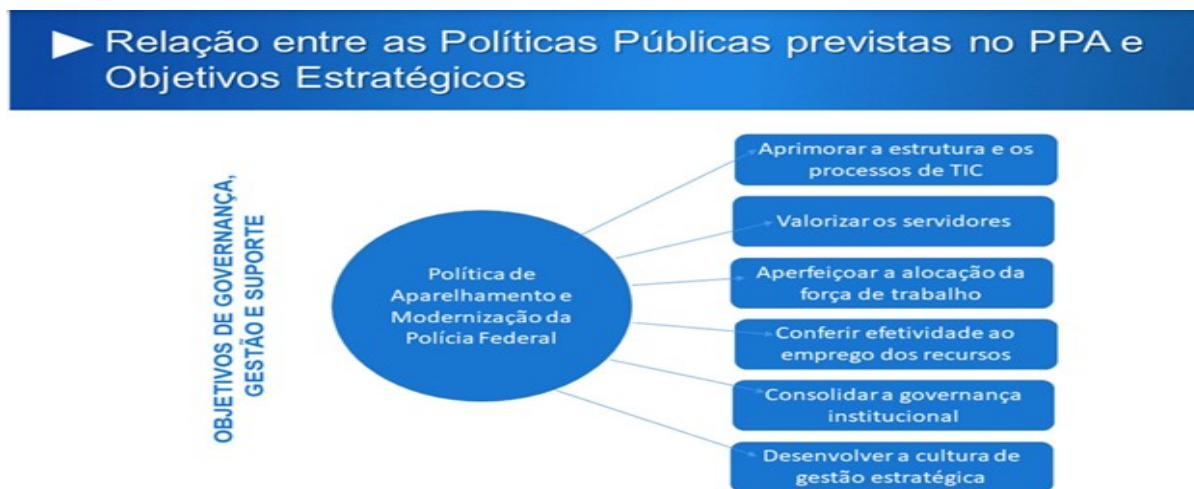 Relação entre as Políticas Públicas previstas no PPA e
Objetivos Estratégicos
OBJETIVOS DE GOVERNANÇA,
GESTÃO E SUPORTE
Política de
Aparelhamento e
Modernização da
Polícia Federal
Aprimorar a estrutura e os
processos de TIC
Valorizar os servidores
Aperfeiçoar a alocação da
força de trabalho
Conferir efetividade ao
emprego dos recursos
Consolidar a governança
institucional
Desenvolver a cultura de
gestão estratégica